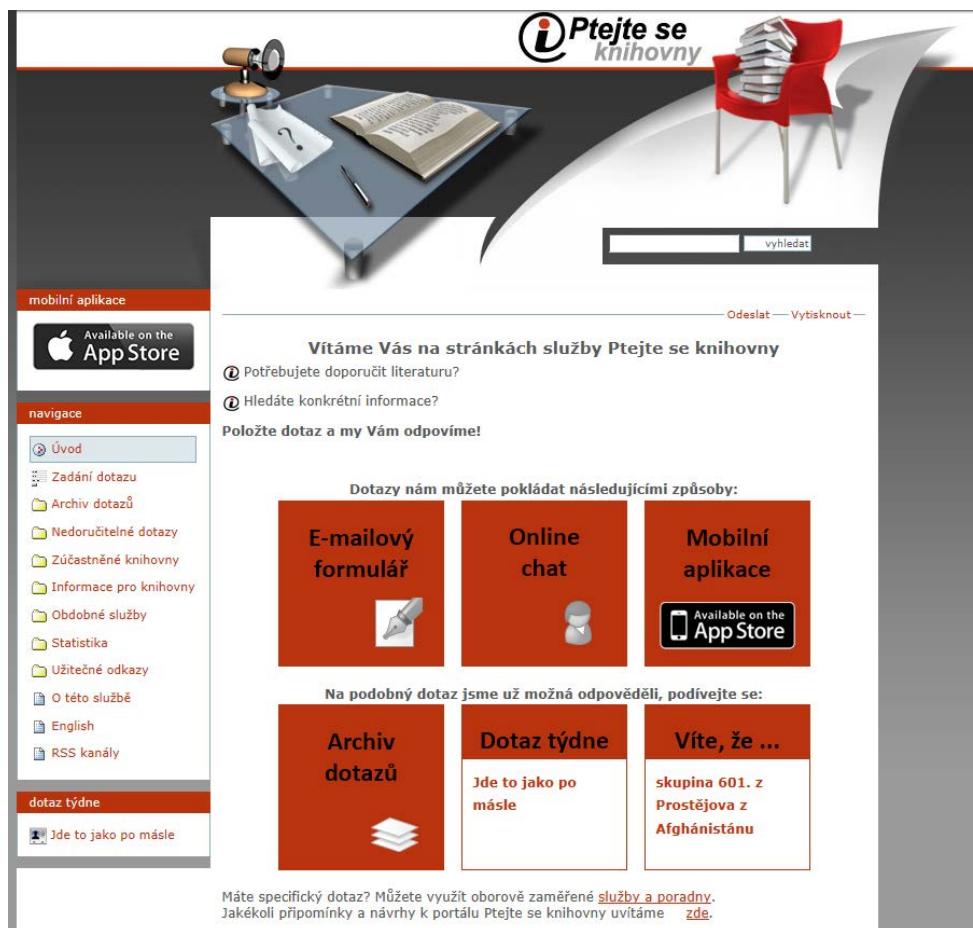 Ptejte se
knihovny
?
vyhledat
mobilní aplikace
Available on the
App Store
navigace
Úvod
Zadání dotazu
Archiv dotazů
Nedoručitelné dotazy
Zúčastněné knihovny
Informace pro knihovny
Obdobné služby
Statistika
Užitečné odkazy
O této službě
English
RSS kanály
dotaz týdne
Jde to jako po másle
Odeslat — Vytisknout
Vítáme Vás na stránkách služby Ptejte se knihovny
Potřebujete doporučit literaturu?
Hledáte konkrétní informace?
Položte dotaz a my Vám odpovíme!
Dotazy nám můžete pokládat následujícími způsoby:
E-mailový
formulář
Online
chat
Mobilní
aplikace
Available on the
App Store
Na podobný dotaz jsme už možná odpověděli, podívejte se:
Archiv
dotazů
Dotaz týdne
Jde to jako po
másle
Víte, že ...
skupina 601. z
Prostějova z
Afghánistánu
Máte specifický dotaz? Můžete využít oborově zaměřené služby a poradny.
Jakékoli připomínky a návrhy k portálu Ptejte se knihovny uvítáme zde.